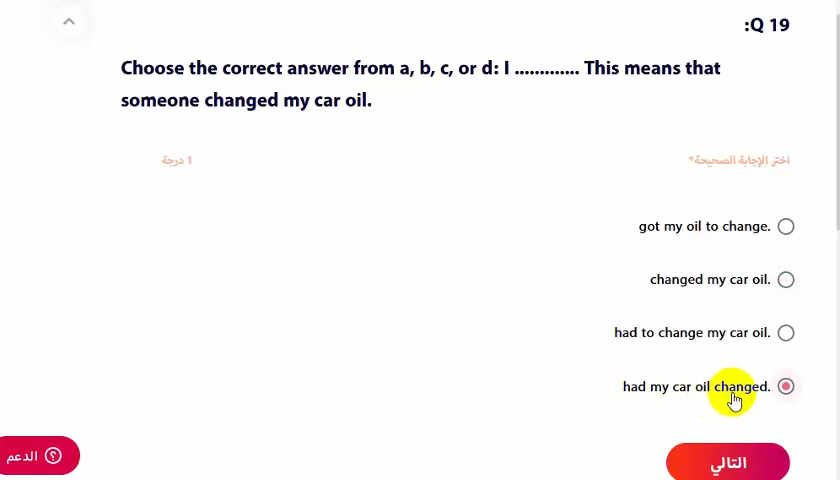 :Q 19
Choose the correct answer from a, b, c, or d: I ............. This means that
someone changed my car oil.
اختر الإجابة الصحيحة*
1 درجة
got my oil to change.
changed my car oil.
had to change my car oil.
had my car oil changed.
الدعم
التالي